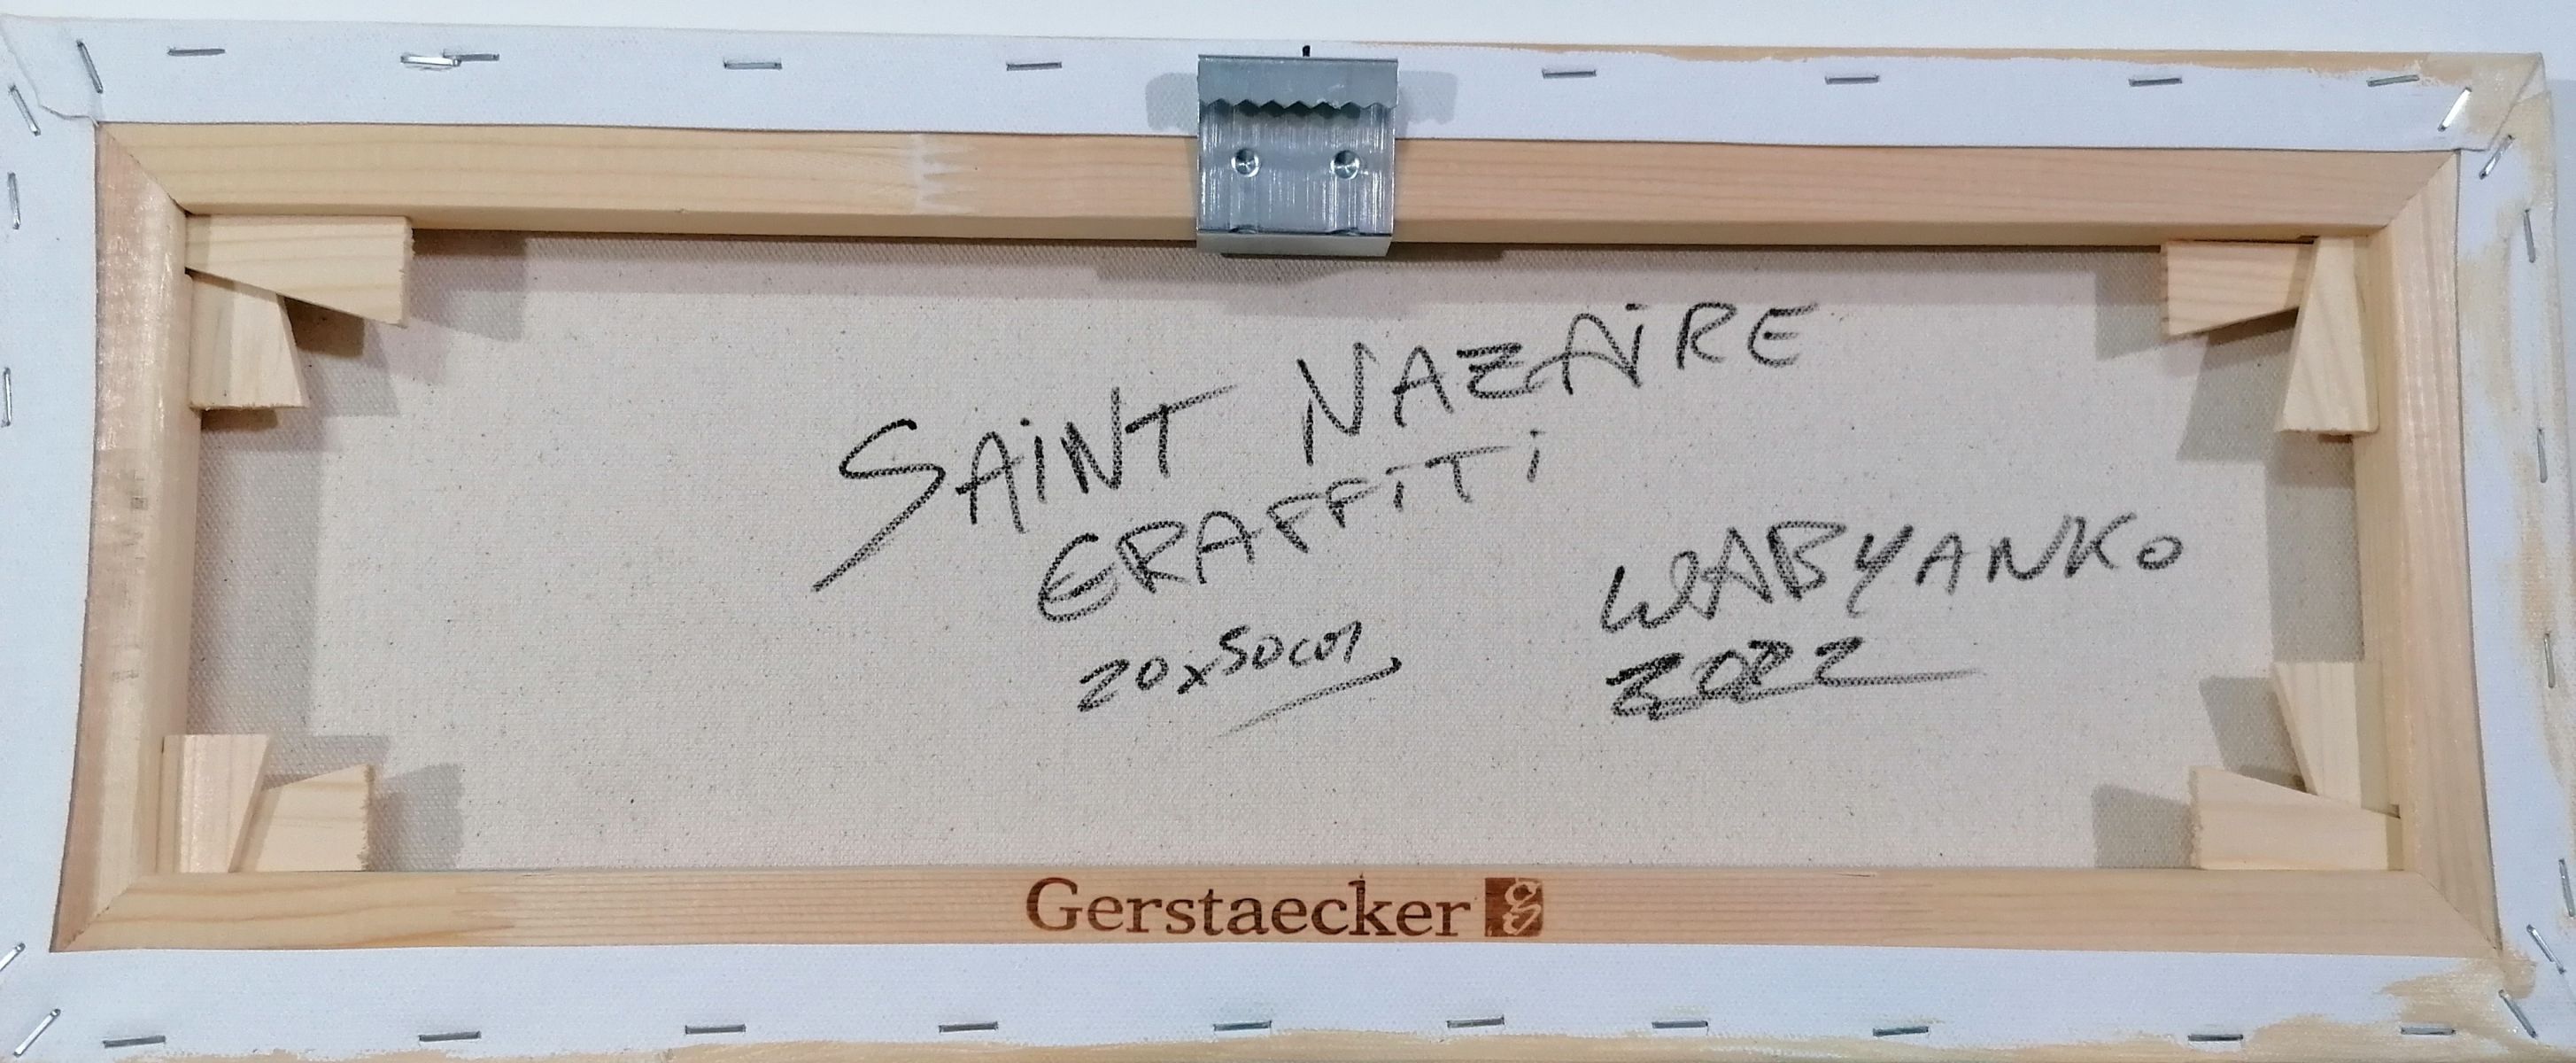 SAINT NAZAIRE
GRAFFITI
20x50cm
WABYANKO
2022
Gerstaecker